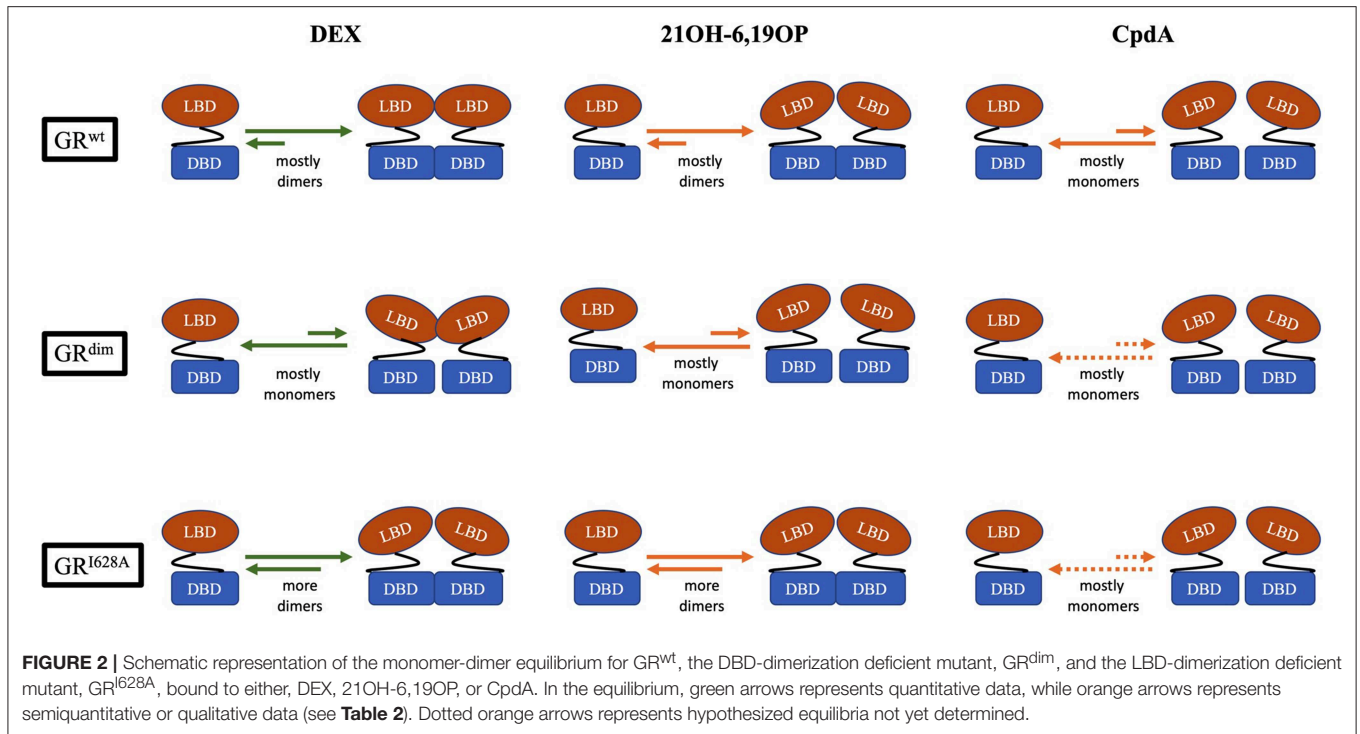 DEX 21OH-6,19OP CpdA
GRwt
LBD LBD LBD LBD LBD LBD LBD LBD LBD
DBD DBD DBD DBD DBD DBD DBD DBD DBD
mostly dimers mostly dimers mostly monomers
GRdim
LBD LBD LBD LBD LBD LBD LBD LBD LBD
DBD DBD DBD DBD DBD DBD DBD DBD DBD
mostly monomers mostly monomers mostly monomers
GRI628A
LBD LBD LBD LBD LBD LBD LBD LBD LBD
DBD DBD DBD DBD DBD DBD DBD DBD DBD
more dimers more dimers mostly monomers
FIGURE 2 | Schematic representation of the monomer-dimer equilibrium for GRwt, the DBD-dimerization deficient mutant, GRdim, and the LBD-dimerization deficient
mutant, GRI628A, bound to either, DEX, 21OH-6,19OP, or CpdA. In the equilibrium, green arrows represents quantitative data, while orange arrows represents
semiquantitative or qualitative data (see Table 2). Dotted orange arrows represents hypothesized equilibria not yet determined.